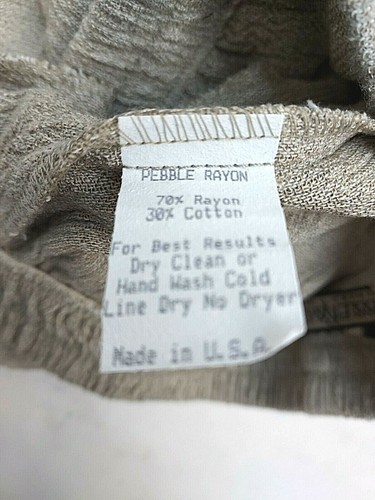 PEBBLE RAYON
70% Rayon
30% Cotton
For Best Results
Dry Clean or
Hand Wash Cold
Line Dry No Dryer
Made in U.S.A.